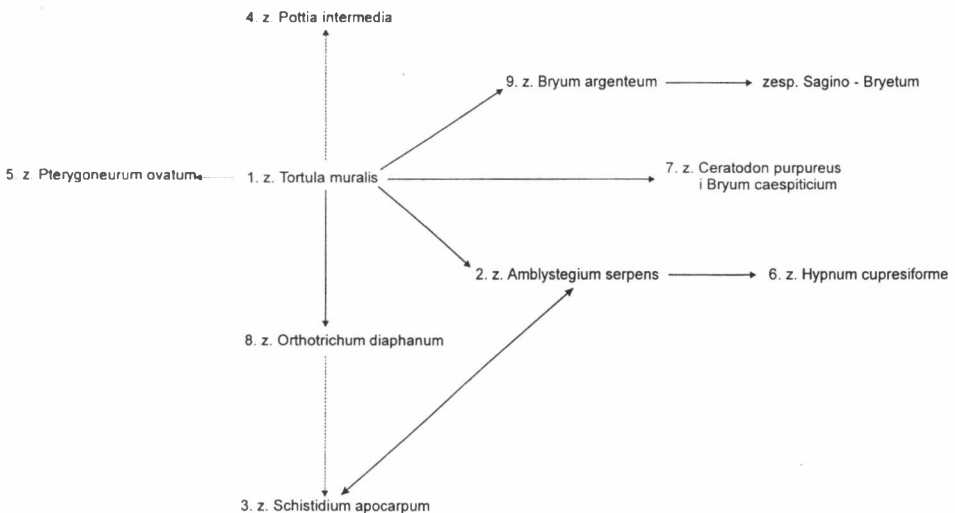 4. z. Pottia intermedia
9. z. Bryum argenteum
zesp. Sagino - Bryetum
5. z. Pterygoneurum ovatum
1. z. Tortula muralis
7. z. Ceratodon purpureus
i Bryum caespiticium
2. z. Amblystegium serpens
6. z. Hypnum cupresiforme
8. z. Orthotrichum diaphanum
3. z. Schistidium apocarpum